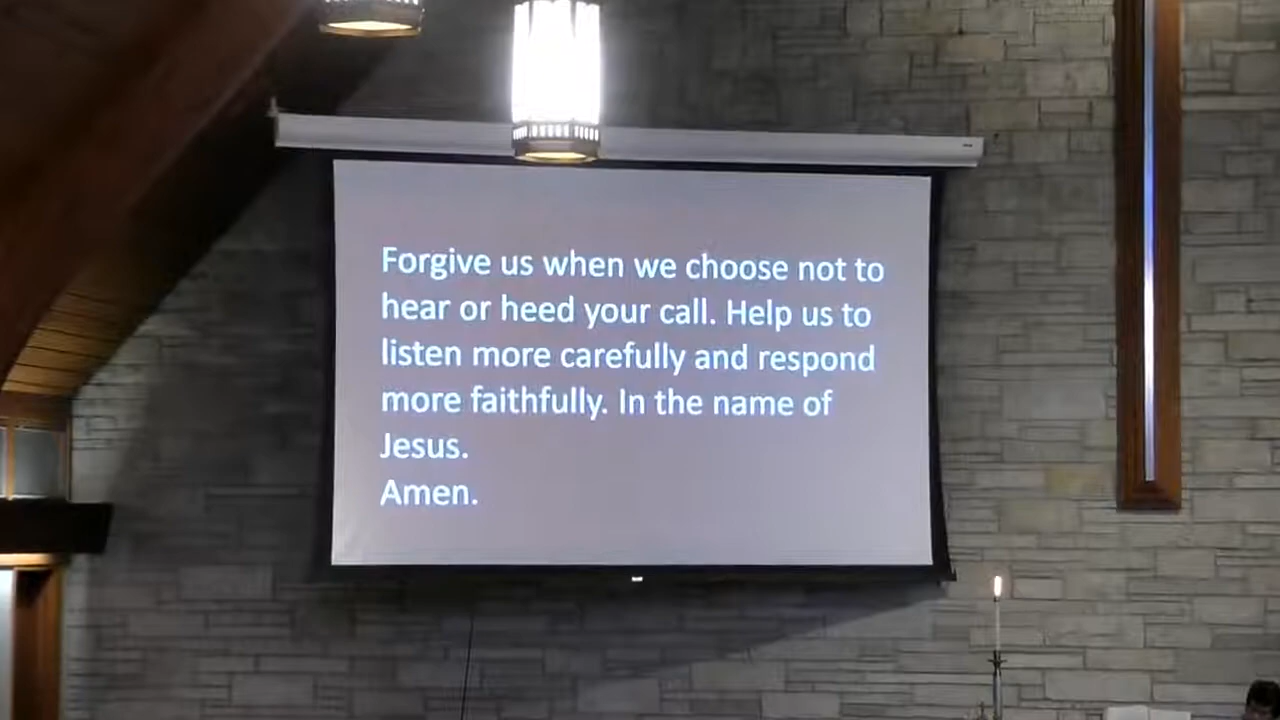 Forgive us when we choose not to
hear or heed your call. Help us to
listen more carefully and respond
more faithfully. In the name of
Jesus.
Amen.